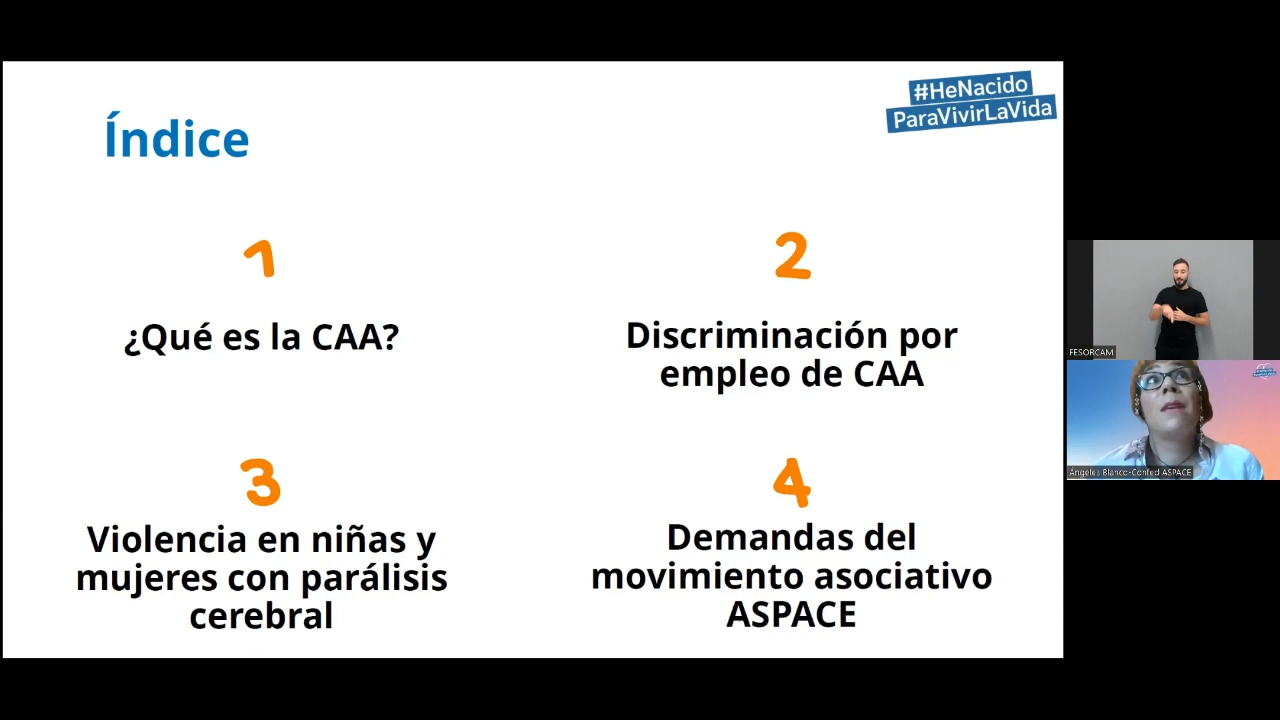 #HeNacido
ParaVivirLaVida
Índice
1
¿Qué es la CAA?
2
Discriminación por
empleo de CAA
3
Violencia en niñas y
mujeres con parálisis
cerebral
4
Demandas del
movimiento asociativo
ASPACE
FESORCAM
Ángeles Blanco-Confed ASPACE